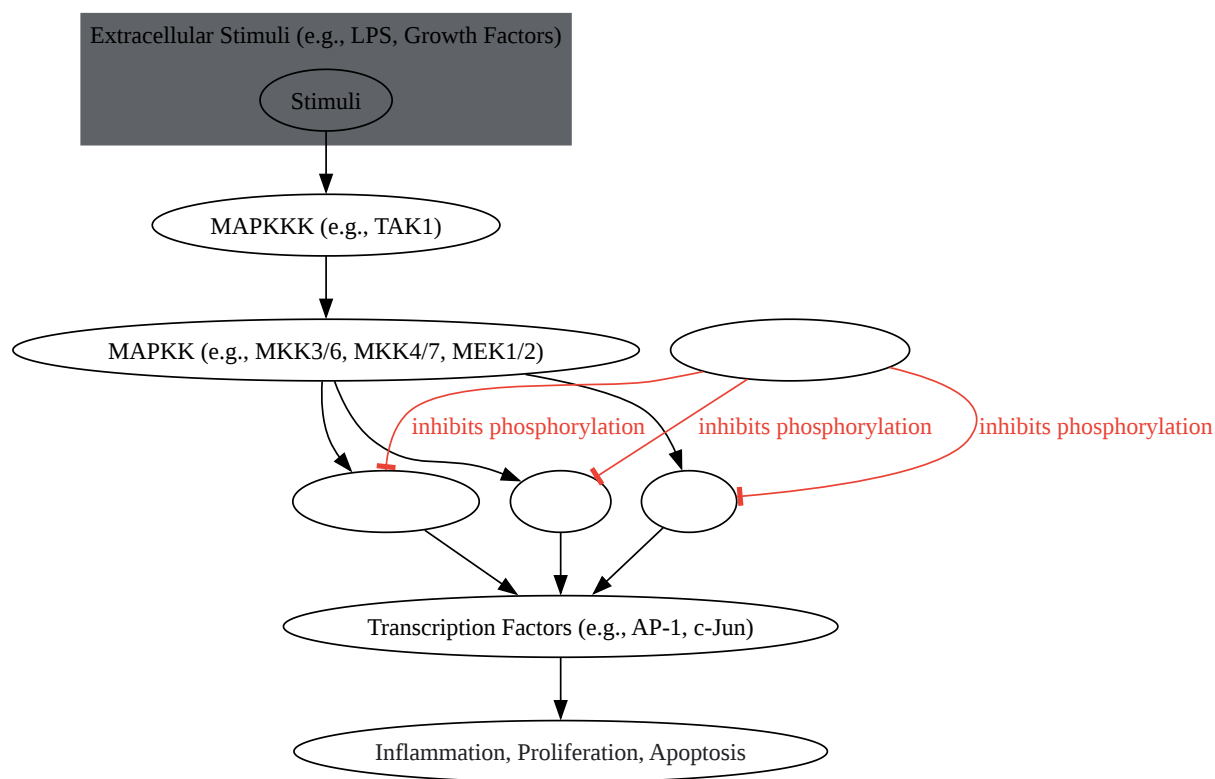 Extracellular Stimuli (e.g., LPS, Growth Factors)
Stimuli
MAPKKK (e.g., TAK1)
MAPKK (e.g., MKK3/6, MKK4/7, MEK1/2)
inhibits phosphorylation
inhibits phosphorylation
inhibits phosphorylation
Transcription Factors (e.g., AP-1, c-Jun)
Inflammation, Proliferation, Apoptosis